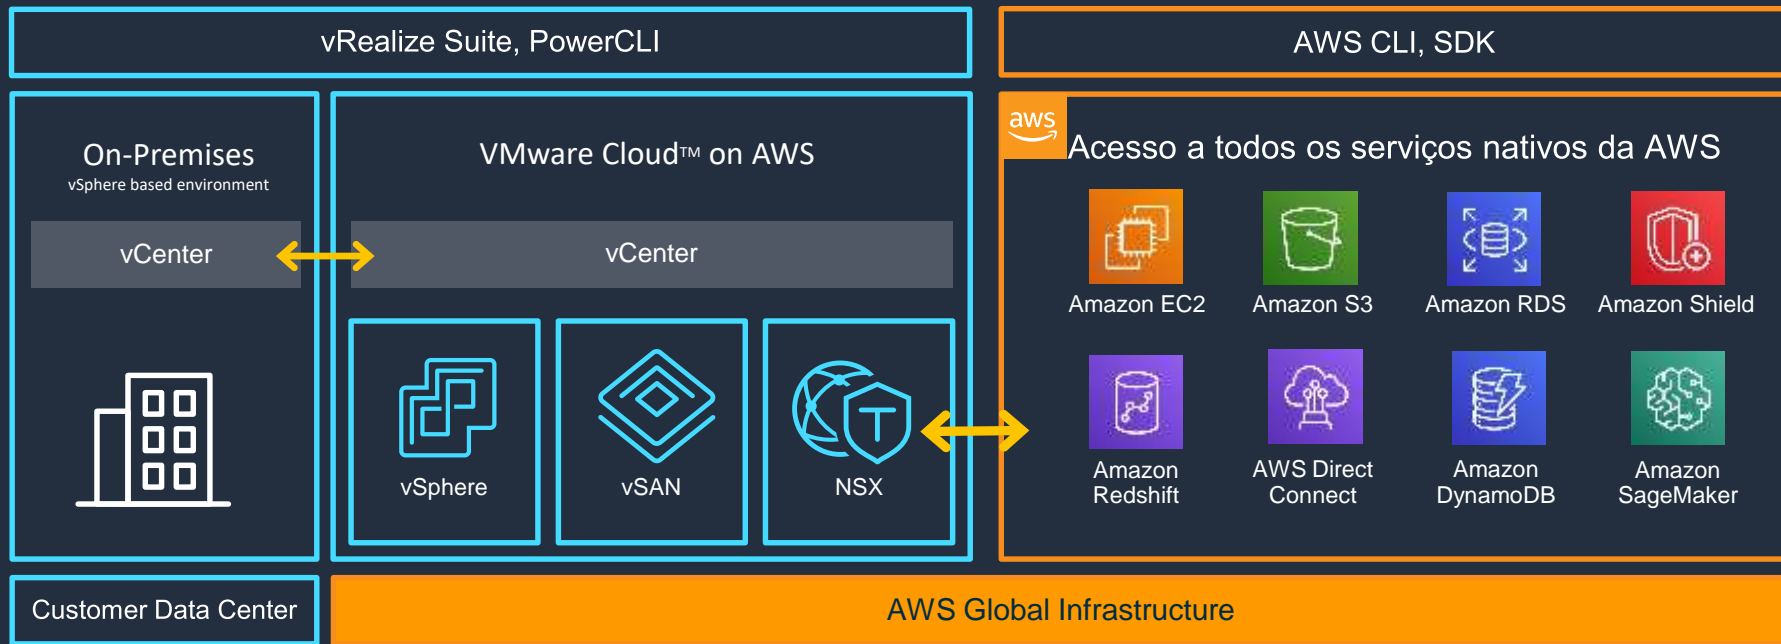 vRealize Suite, PowerCLI
AWS CLI, SDK
On-Premises
vSphere based environment
vCenter
VMware Cloud™ on AWS
vCenter
vSphere
vSAN
T
NSX
aws
Acesso a todos os serviços nativos da AWS
Amazon EC2
Amazon S3
Amazon RDS
Amazon Shield
Amazon
Redshift
AWS Direct
Connect
Amazon
DynamoDB
Amazon
SageMaker
Customer Data Center
AWS Global Infrastructure